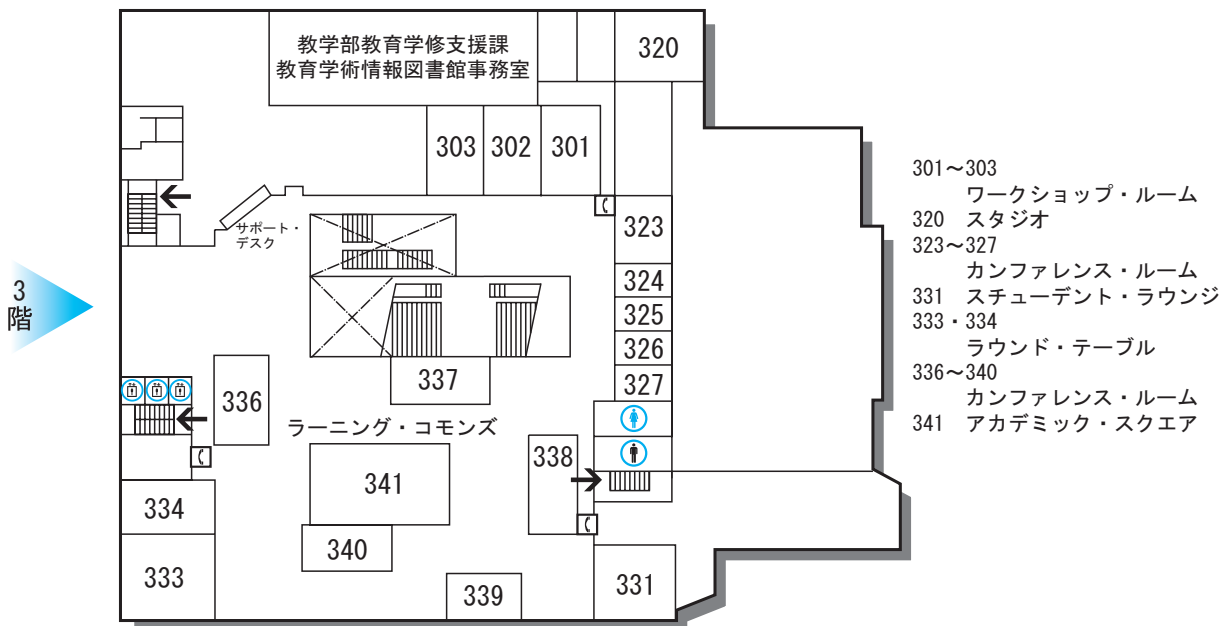 教学部教育学修支援課
教育学術情報図書館事務室
320
303
302
301
サポート・
デスク
323
324
325
326
327
3
階
336
337
ラーニング・コモンズ
338
341
334
340
333
339
331
301～303
ワークショップ・ルーム
320 スタジオ
323～327
カンファレンス・ルーム
331 スチューデント・ラウンジ
333・334
ラウンド・テーブル
336～340
カンファレンス・ルーム
341 アカデミック・スクエア